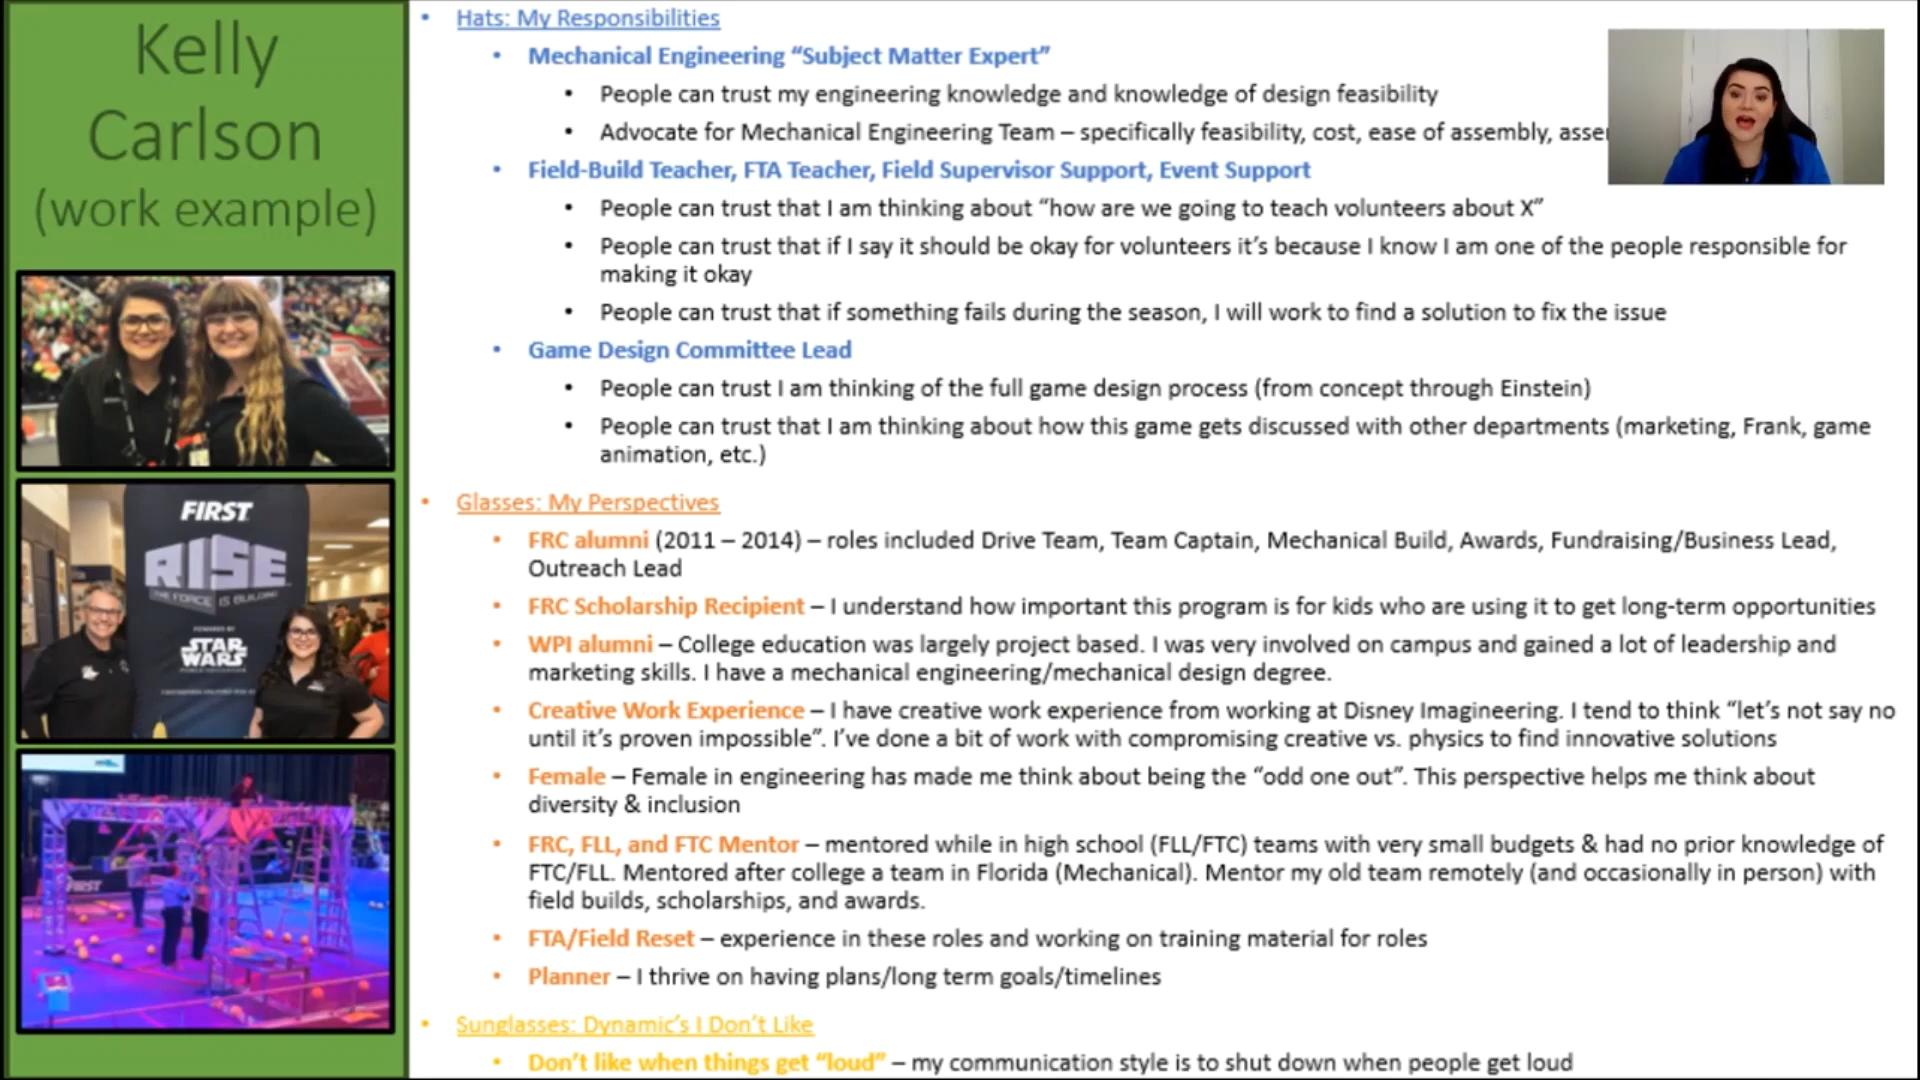 Kelly
Carlson
(work example)
FIRST
RISE
THE FORCE IS BUILDING
POWERED BY
STAR
WARS
FIRST
• Hats: My Responsibilities
• Mechanical Engineering “Subject Matter Expert”
• People can trust my engineering knowledge and knowledge of design feasibility
• Advocate for Mechanical Engineering Team – specifically feasibility, cost, ease of assembly,
• Field-Build Teacher, FTA Teacher, Field Supervisor Support, Event Support
• People can trust that I am thinking about “how are we going to teach volunteers about X”
• People can trust that if I say it should be okay for volunteers it’s because I know I am one of the people responsible for
making it okay
• People can trust that if something fails during the season, I will work to find a solution to fix the issue
• Game Design Committee Lead
• People can trust I am thinking of the full game design process (from concept through Einstein)
• People can trust that I am thinking about how this game gets discussed with other departments (marketing, Frank, game
animation, etc.)
• Glasses: My Perspectives
• FRC alumni (2011 – 2014) – roles included Drive Team, Team Captain, Mechanical Build, Awards, Fundraising/Business Lead,
Outreach Lead
• FRC Scholarship Recipient – I understand how important this program is for kids who are using it to get long-term opportunities
• WPI alumni – College education was largely project based. I was very involved on campus and gained a lot of leadership and
marketing skills. I have a mechanical engineering/mechanical design degree.
• Creative Work Experience – I have creative work experience from working at Disney Imagineering. I tend to think “let’s not say no
until it’s proven impossible”. I’ve done a bit of work with compromising creative vs. physics to find innovative solutions
• Female – Female in engineering has made me think about being the “odd one out”. This perspective helps me think about
diversity & inclusion
• FRC, FLL, and FTC Mentor – mentored while in high school (FLL/FTC) teams with very small budgets & had no prior knowledge of
FTC/FLL. Mentored after college a team in Florida (Mechanical). Mentor my old team remotely (and occasionally in person) with
field builds, scholarships, and awards.
• FTA/Field Reset – experience in these roles and working on training material for roles
• Planner – I thrive on having plans/long term goals/timelines
• Sunglasses: Dynamic’s I Don’t Like
• Don’t like when things get “loud” – my communication style is to shut down when people get loud